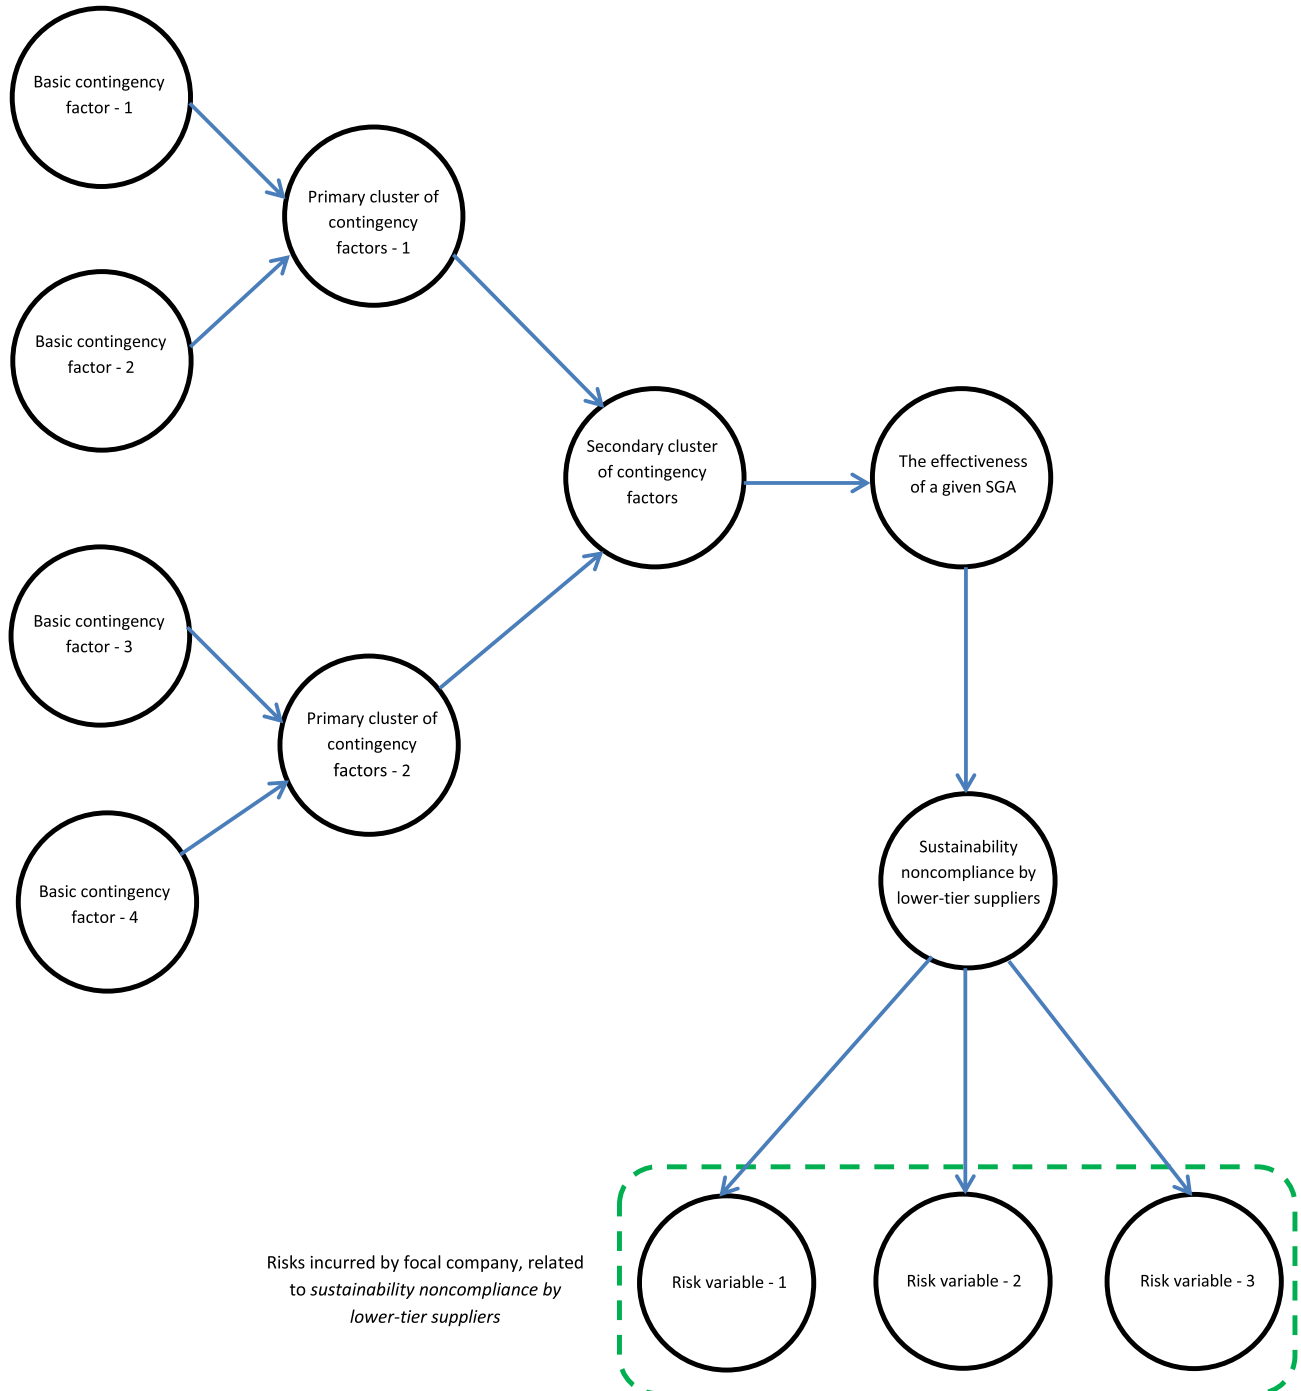 Basic contingency
factor - 1
Primary cluster of
contingency
factors - 1
Basic contingency
factor - 2
Secondary cluster
of contingency
factors
The effectiveness
of a given SGA
Basic contingency
factor - 3
Primary cluster of
contingency
factors - 2
Basic contingency
factor - 4
Sustainability
noncompliance by
lower-tier suppliers
Risks incurred by focal company, related
to sustainability noncompliance by
lower-tier suppliers
Risk variable - 1
Risk variable - 2
Risk variable - 3